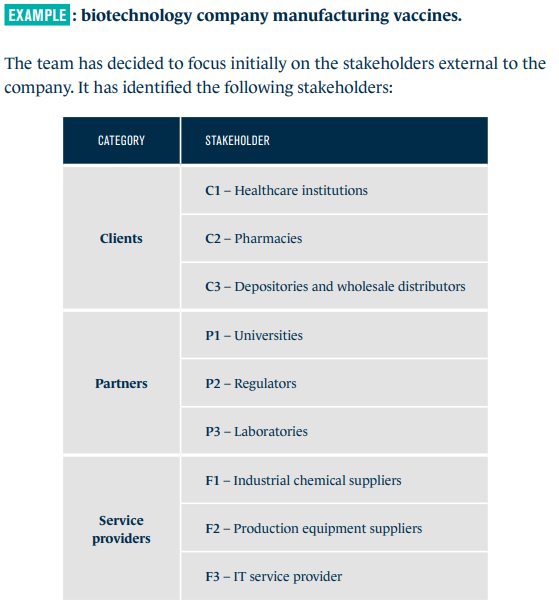 EXAMPLE : biotechnology company manufacturing vaccines.
The team has decided to focus initially on the stakeholders external to the
company. It has identified the following stakeholders:
CATEGORY STAKEHOLDER
Clients
C1 – Healthcare institutions
C2 – Pharmacies
C3 – Depositories and wholesale distributors
Partners
P1 – Universities
P2 – Regulators
P3 – Laboratories
Service
providers
F1 – Industrial chemical suppliers
F2 – Production equipment suppliers
F3 – IT service provider